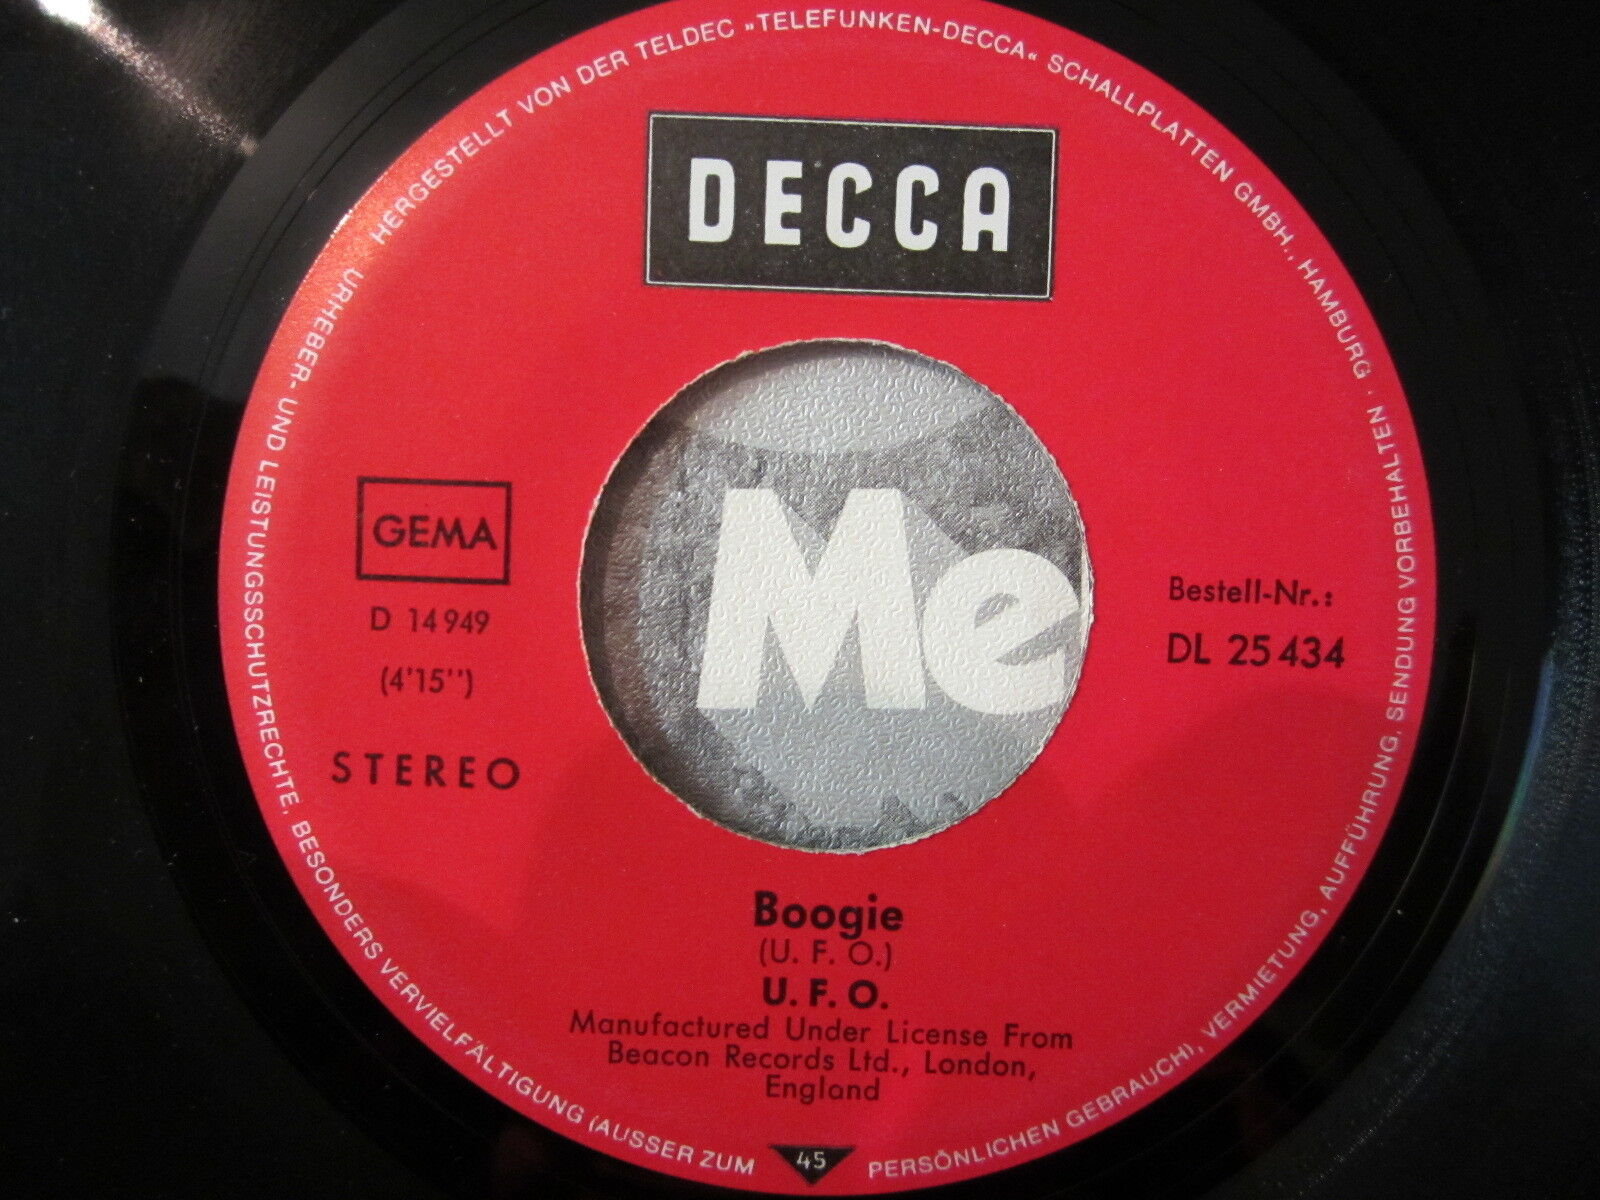 HERGESTELLT VON DER TELDEC »TELEFUNKEN-DECCA« SCHALLPLATTEN GMBH., HAMBURG ·
URHEBER- UND LEISTUNGSSCHUTZRECHTE, BESONDERS VERVIELFÄLTIGUNG (AUSSER ZUM PERSÖNLICHEN GEBRAUCH), VERMIETUNG, AUFFÜHRUNG, SENDUNG VORBEHALTEN
DECCA
GEMA
D 14 949
(4'15'')
STEREO
Me
Bestell-Nr.:
DL 25 434
Boogie
(U. F. O.)
U. F. O.
Manufactured Under License From
Beacon Records Ltd., London,
England
45